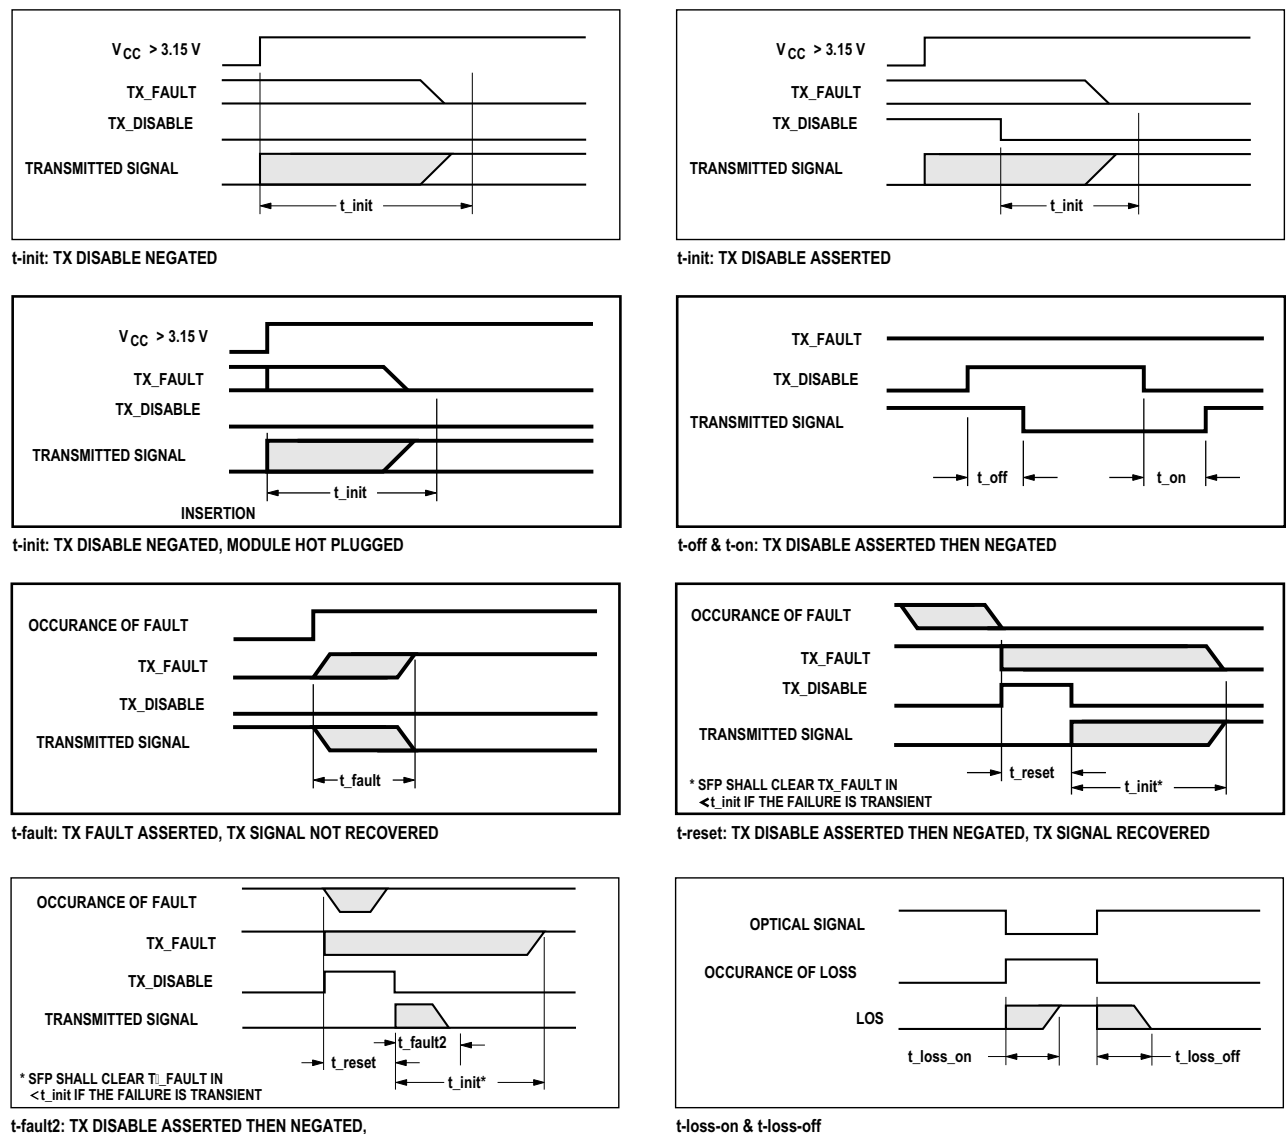 V CC > 3.15 V
TX_FAULT
TX_DISABLE
TRANSMITTED SIGNAL
t_init
t-init: TX DISABLE NEGATED
V CC > 3.15 V
TX_FAULT
TX_DISABLE
TRANSMITTED SIGNAL
t_init
t-init: TX DISABLE ASSERTED
V CC > 3.15 V
TX_FAULT
TX_DISABLE
TRANSMITTED SIGNAL
t_init
INSERTION
t-init: TX DISABLE NEGATED, MODULE HOT PLUGGED
TX_FAULT
TX_DISABLE
TRANSMITTED SIGNAL
t_off
t_on
t-off & t-on: TX DISABLE ASSERTED THEN NEGATED
OCCURANCE OF FAULT
TX_FAULT
TX_DISABLE
TRANSMITTED SIGNAL
t_fault
t-fault: TX FAULT ASSERTED, TX SIGNAL NOT RECOVERED
OCCURANCE OF FAULT
TX_FAULT
TX_DISABLE
TRANSMITTED SIGNAL
t_reset
t_init*
* SFP SHALL CLEAR TX_FAULT IN
< t_init IF THE FAILURE IS TRANSIENT
t-reset: TX DISABLE ASSERTED THEN NEGATED, TX SIGNAL RECOVERED
OCCURANCE OF FAULT
TX_FAULT
TX_DISABLE
TRANSMITTED SIGNAL
t_fault2
t_reset
t_init*
* SFP SHALL CLEAR T▯_FAULT IN
< t_init IF THE FAILURE IS TRANSIENT
t-fault2: TX DISABLE ASSERTED THEN NEGATED,
OPTICAL SIGNAL
OCCURANCE OF LOSS
LOS
t_loss_on
t_loss_off
t-loss-on & t-loss-off